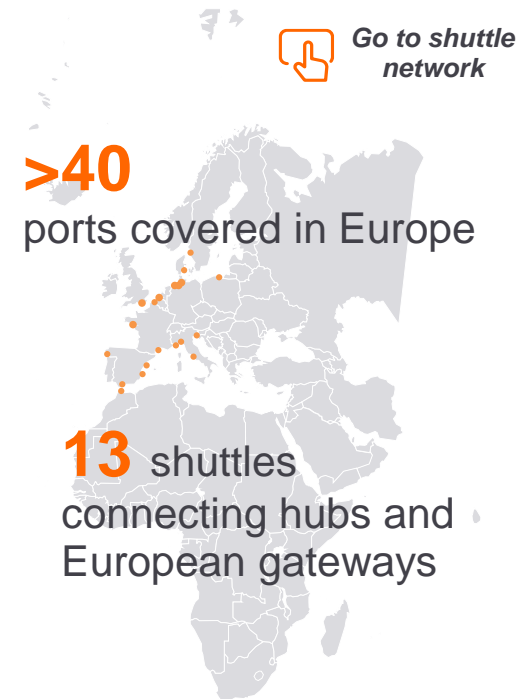 Go to shuttle
network
>40
ports covered in Europe
13 shuttles
connecting hubs and
European gateways